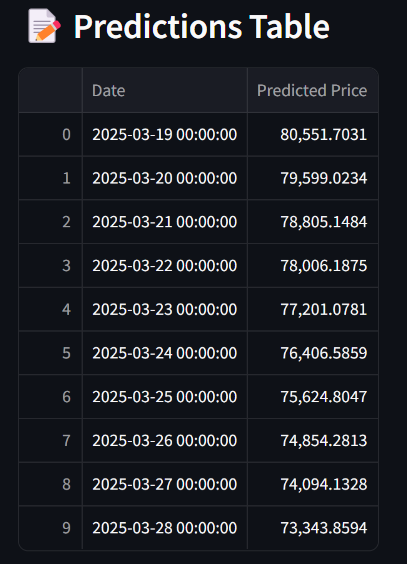 Predictions Table
Date Predicted Price
0 2025-03-19 00:00:00 80,551.7031
1 2025-03-20 00:00:00 79,599.0234
2 2025-03-21 00:00:00 78,805.1484
3 2025-03-22 00:00:00 78,006.1875
4 2025-03-23 00:00:00 77,201.0781
5 2025-03-24 00:00:00 76,406.5859
6 2025-03-25 00:00:00 75,624.8047
7 2025-03-26 00:00:00 74,854.2813
8 2025-03-27 00:00:00 74,094.1328
9 2025-03-28 00:00:00 73,343.8594